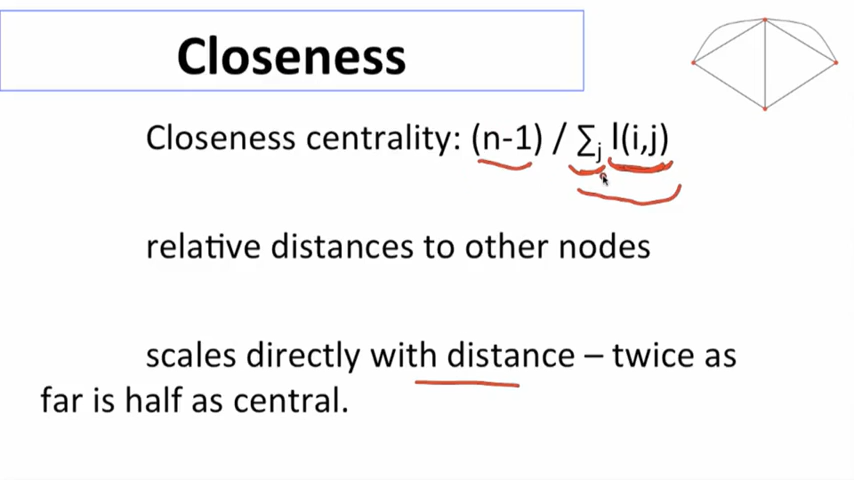 Closeness
Closeness centrality: (n-1) / ∑j l(i,j)
relative distances to other nodes
scales directly with distance – twice as
far is half as central.